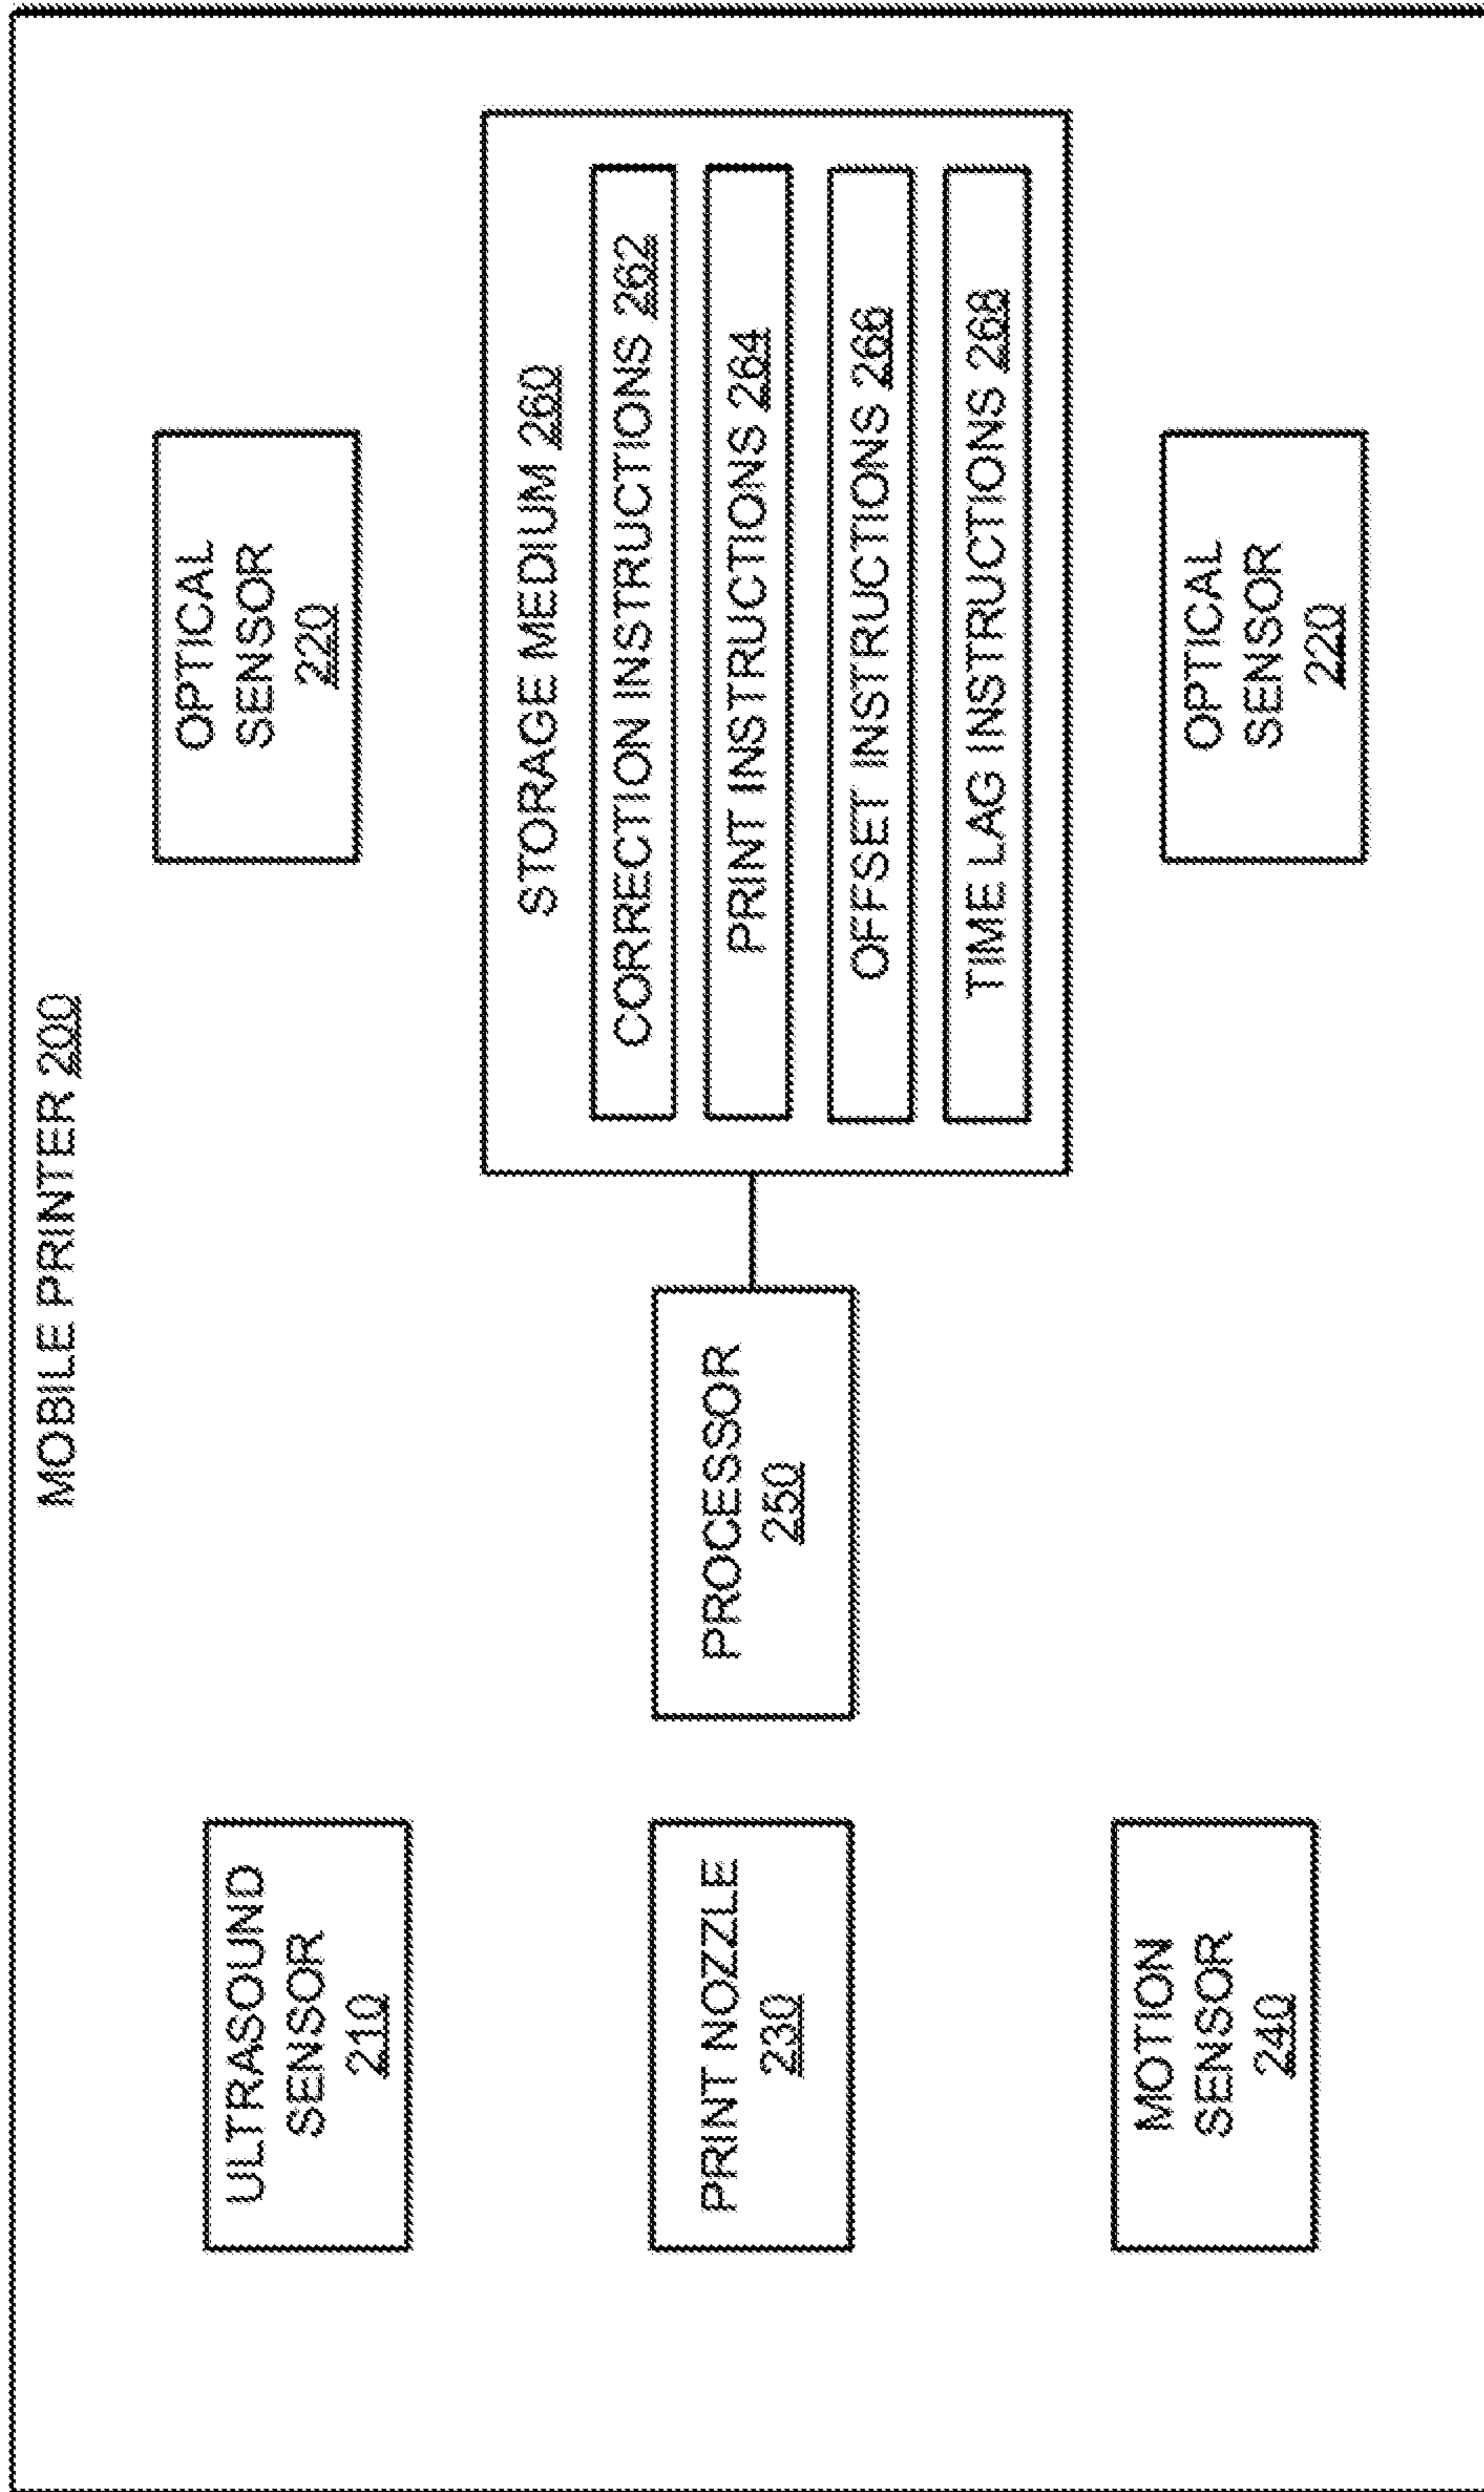 MOBILE PRINTER 200
ULTRASOUND
SENSOR
210
OPTICAL
SENSOR
220
PRINT NOZZLE
230
PROCESSOR
250
STORAGE MEDIUM 260
CORRECTION INSTRUCTIONS 262
PRINT INSTRUCTIONS 264
OFFSET INSTRUCTIONS 266
TIME LAG INSTRUCTIONS 268
MOTION
SENSOR
240
OPTICAL
SENSOR
220